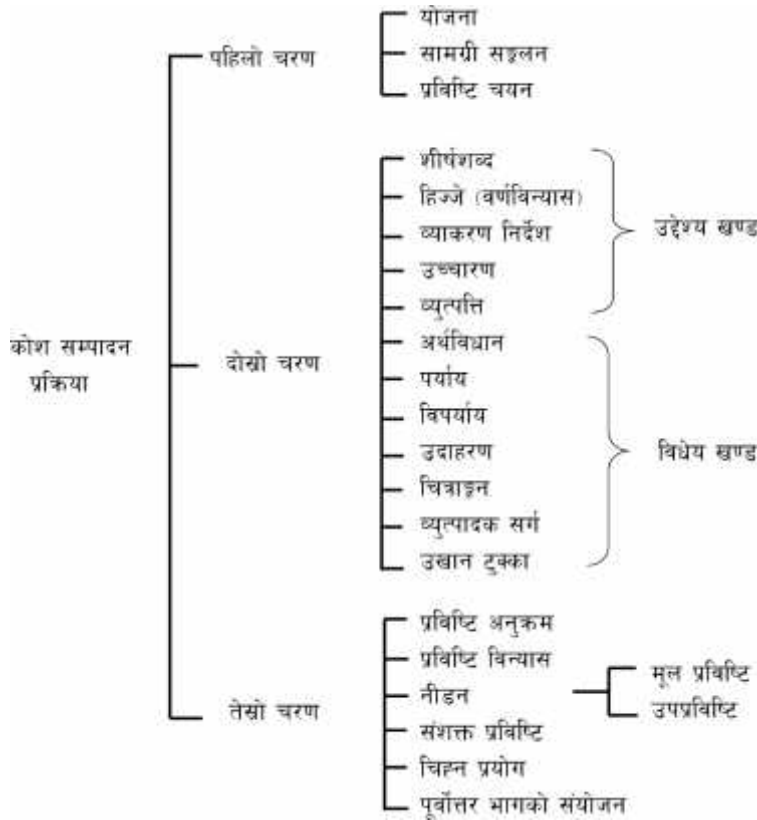 कोश सम्पादन
प्रक्रिया
पहिलो चरण
योजना
सामग्री सङ्कलन
प्रविष्टि चयन
दोस्रो चरण
शीर्षशब्द
हिज्जे (वर्णविन्यास)
व्याकरण निर्देश
उच्चारण
व्युत्पत्ति
उद्देश्य खण्ड
अर्थविधान
पर्याय
विपर्याय
उदाहरण
चित्राङ्कन
व्युत्पादक सर्ग
उखान टुक्का
विधेय खण्ड
तेस्रो चरण
प्रविष्टि अनुक्रम
प्रविष्टि विन्यास
नीडन
मूल प्रविष्टि
उपप्रविष्टि
संशक्त प्रविष्टि
चिह्न प्रयोग
पूर्वोत्तर भागको संयोजन